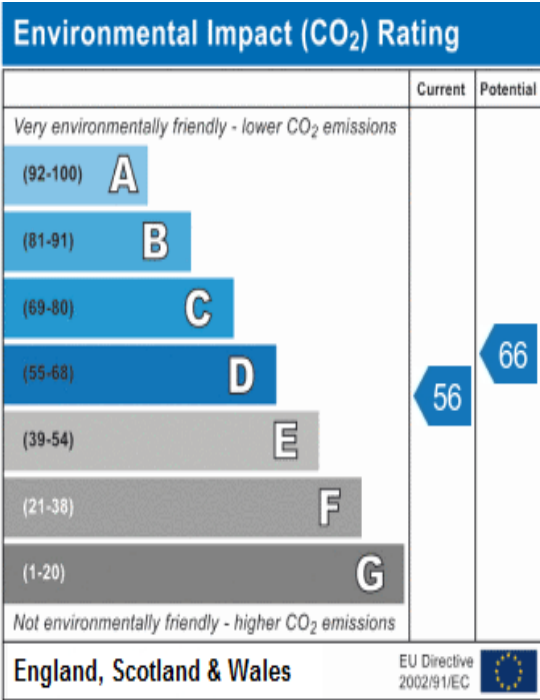 Environmental Impact (CO₂) Rating
Current Potential
Very environmentally friendly - lower CO₂ emissions
(92-100) A
(81-91) B
(69-80) C
(55-68) D
(39-54) E
(21-38) F
(1-20) G
56
66
Not environmentally friendly - higher CO₂ emissions
England, Scotland & Wales
EU Directive
2002/91/EC